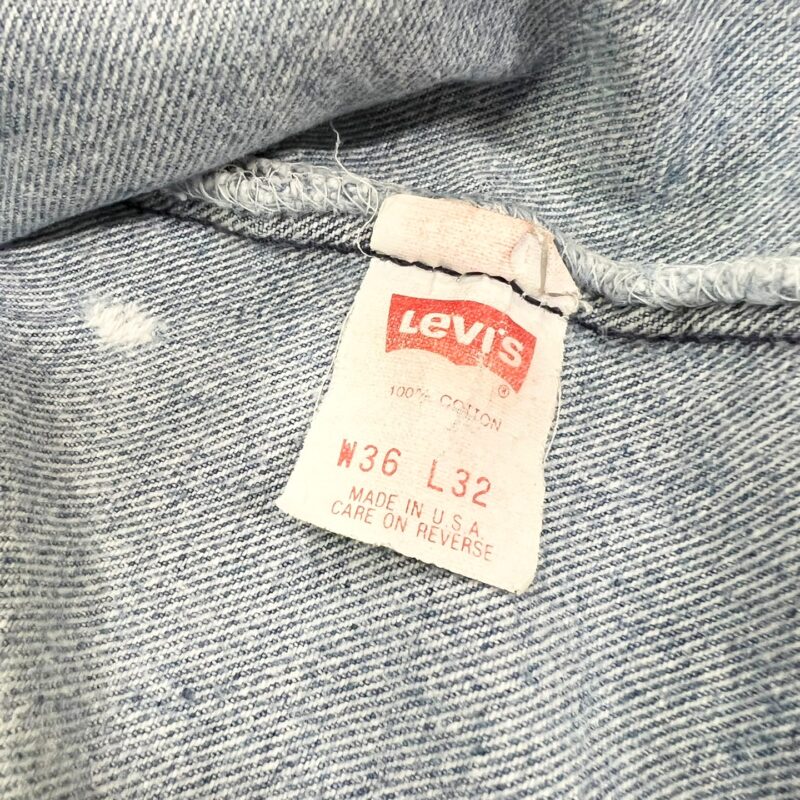 Levi's
®
100% COTTON
W36 L32
MADE IN U.S.A.
CARE ON REVERSE